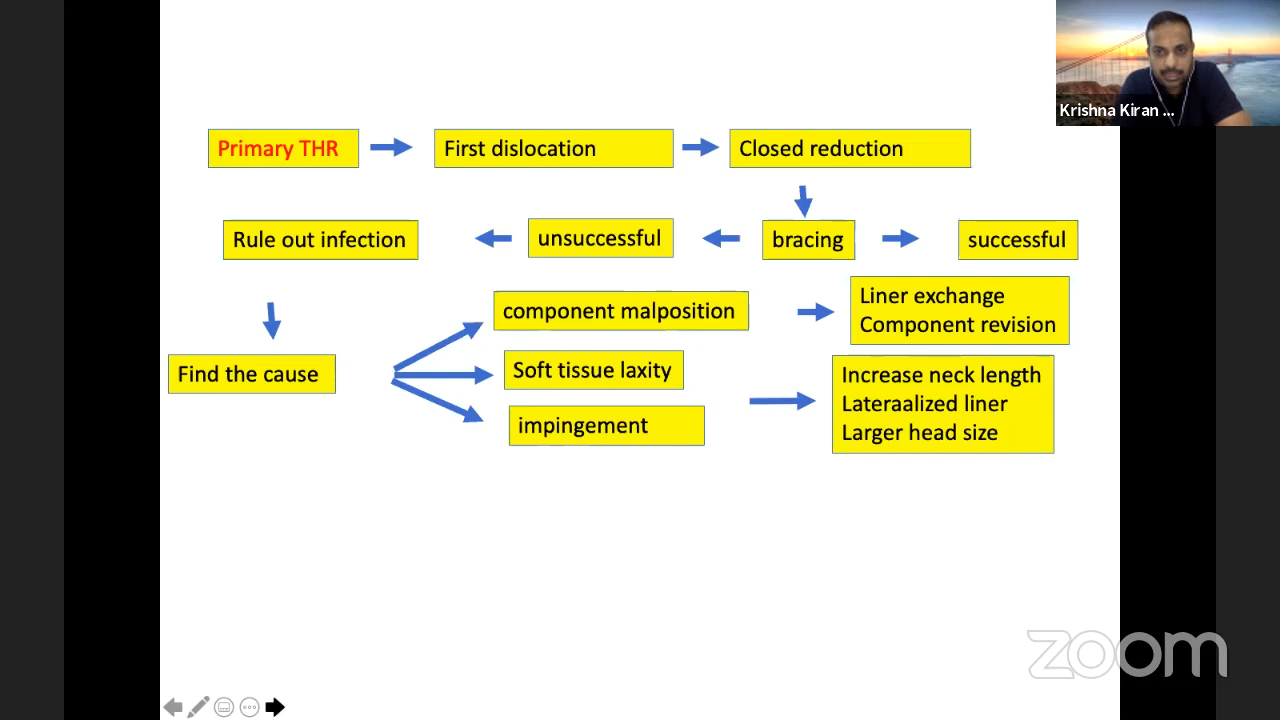 Krishna Kiran ...
Primary THR
First dislocation
Closed reduction
Rule out infection
unsuccessful
bracing
successful
component malposition
Liner exchange
Component revision
Find the cause
Soft tissue laxity
impingement
Increase neck length
Lateraalized liner
Larger head size
zoom